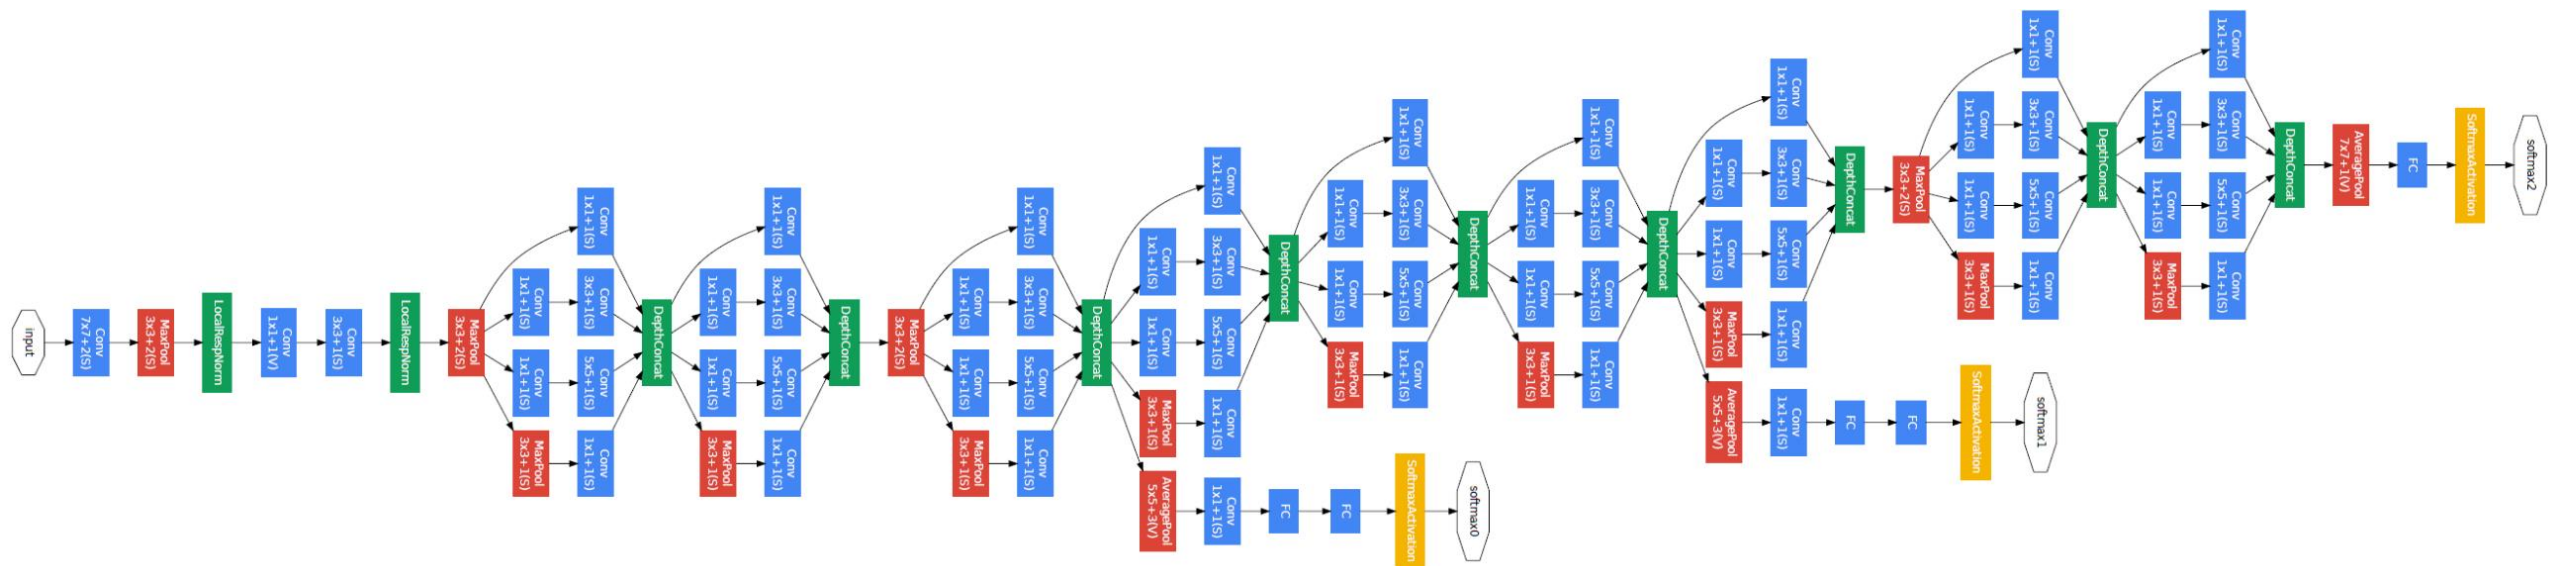 input
Conv
7x7+2(S)
MaxPool
3x3+2(S)
LocalRespNorm
Conv
1x1+1(V)
Conv
3x3+1(S)
LocalRespNorm
MaxPool
3x3+2(S)
Conv
1x1+1(S)
Conv
1x1+1(S)
MaxPool
3x3+1(S)
Conv
1x1+1(S)
Conv
3x3+1(S)
Conv
5x5+1(S)
Conv
1x1+1(S)
DepthConcat
Conv
1x1+1(S)
Conv
1x1+1(S)
MaxPool
3x3+1(S)
Conv
1x1+1(S)
Conv
3x3+1(S)
Conv
5x5+1(S)
Conv
1x1+1(S)
DepthConcat
MaxPool
3x3+2(S)
Conv
1x1+1(S)
Conv
1x1+1(S)
MaxPool
3x3+1(S)
Conv
1x1+1(S)
Conv
3x3+1(S)
Conv
5x5+1(S)
Conv
1x1+1(S)
DepthConcat
Conv
1x1+1(S)
Conv
1x1+1(S)
MaxPool
3x3+1(S)
AveragePool
5x5+3(V)
Conv
1x1+1(S)
Conv
3x3+1(S)
Conv
5x5+1(S)
Conv
1x1+1(S)
Conv
1x1+1(S)
DepthConcat
FC
Conv
1x1+1(S)
Conv
1x1+1(S)
MaxPool
3x3+1(S)
FC
Conv
1x1+1(S)
Conv
3x3+1(S)
Conv
5x5+1(S)
Conv
1x1+1(S)
SoftmaxActivation
DepthConcat
softmax0
Conv
1x1+1(S)
Conv
1x1+1(S)
MaxPool
3x3+1(S)
Conv
1x1+1(S)
Conv
3x3+1(S)
Conv
5x5+1(S)
Conv
1x1+1(S)
DepthConcat
Conv
1x1+1(S)
Conv
1x1+1(S)
MaxPool
3x3+1(S)
AveragePool
5x5+3(V)
Conv
1x1+1(S)
Conv
3x3+1(S)
Conv
5x5+1(S)
Conv
1x1+1(S)
Conv
1x1+1(S)
DepthConcat
FC
MaxPool
3x3+2(S)
FC
Conv
1x1+1(S)
Conv
1x1+1(S)
MaxPool
3x3+1(S)
SoftmaxActivation
Conv
1x1+1(S)
Conv
3x3+1(S)
Conv
5x5+1(S)
Conv
1x1+1(S)
softmax1
DepthConcat
Conv
1x1+1(S)
Conv
1x1+1(S)
MaxPool
3x3+1(S)
Conv
1x1+1(S)
Conv
3x3+1(S)
Conv
5x5+1(S)
Conv
1x1+1(S)
DepthConcat
AveragePool
7x7+1(V)
FC
SoftmaxActivation
softmax2